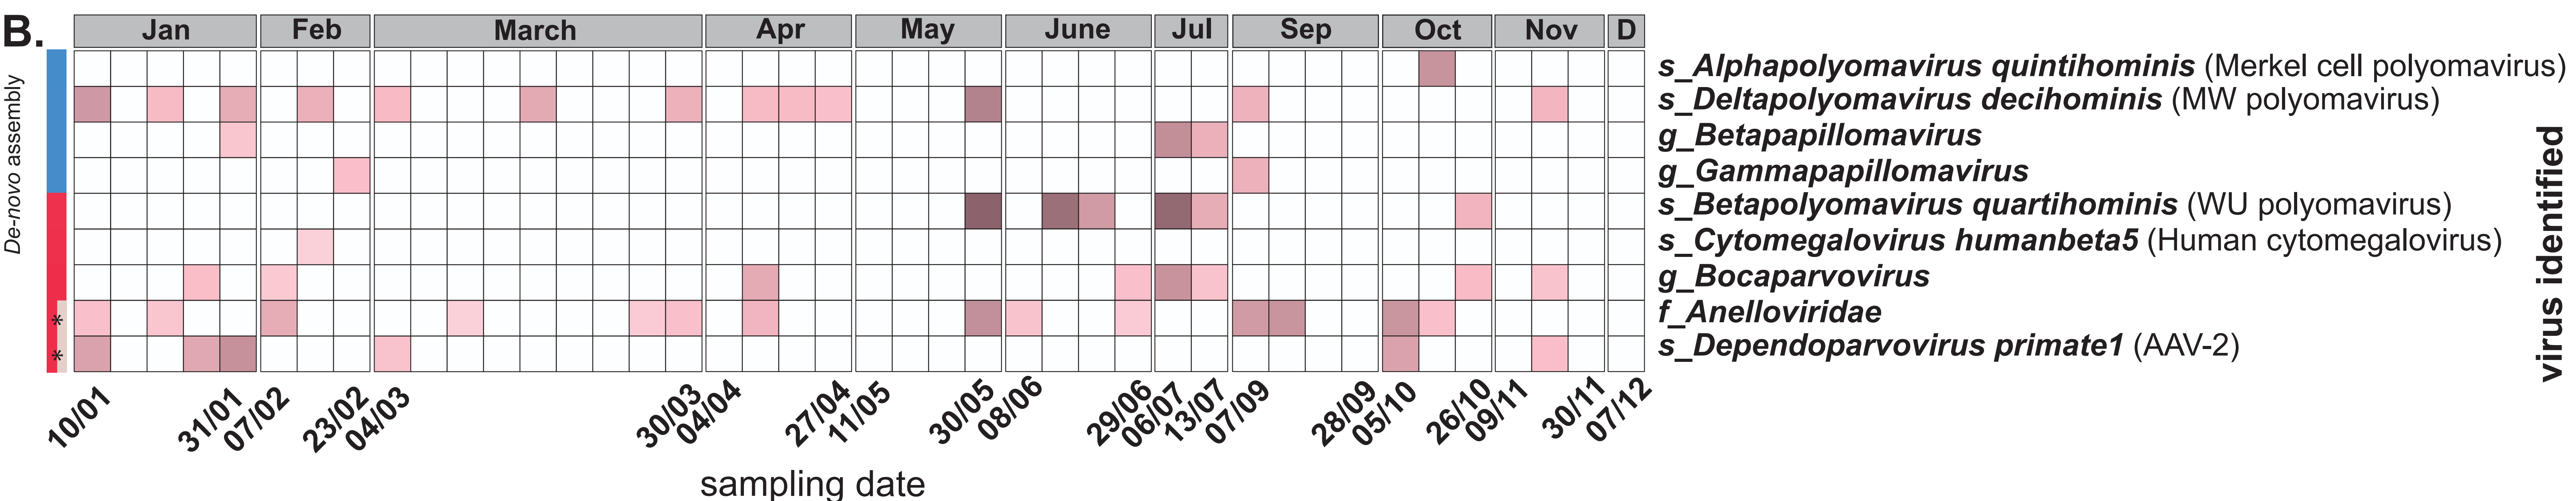 B.
Jan Feb March Apr May June Jul Sep Oct Nov D
De-novo assembly
s_Alphapolyomavirus quintihominis (Merkel cell polyomavirus)
s_Deltapolyomavirus decihominis (MW polyomavirus)
g_Betapapillomavirus
g_Gammapapillomavirus
s_Betapolyomavirus quartihominis (WU polyomavirus)
s_Cytomegalovirus humanbeta5 (Human cytomegalovirus)
g_Bocaparvovirus
* f_Anelloviridae
* s_Dependoparvovirus primate1 (AAV-2)
virus identified
10/01 31/01 07/02 23/02 04/03 30/03 04/04 27/04 11/05 30/05 08/06 29/06 06/07 13/07 07/09 28/09 05/10 26/10 09/11 30/11 07/12
sampling date